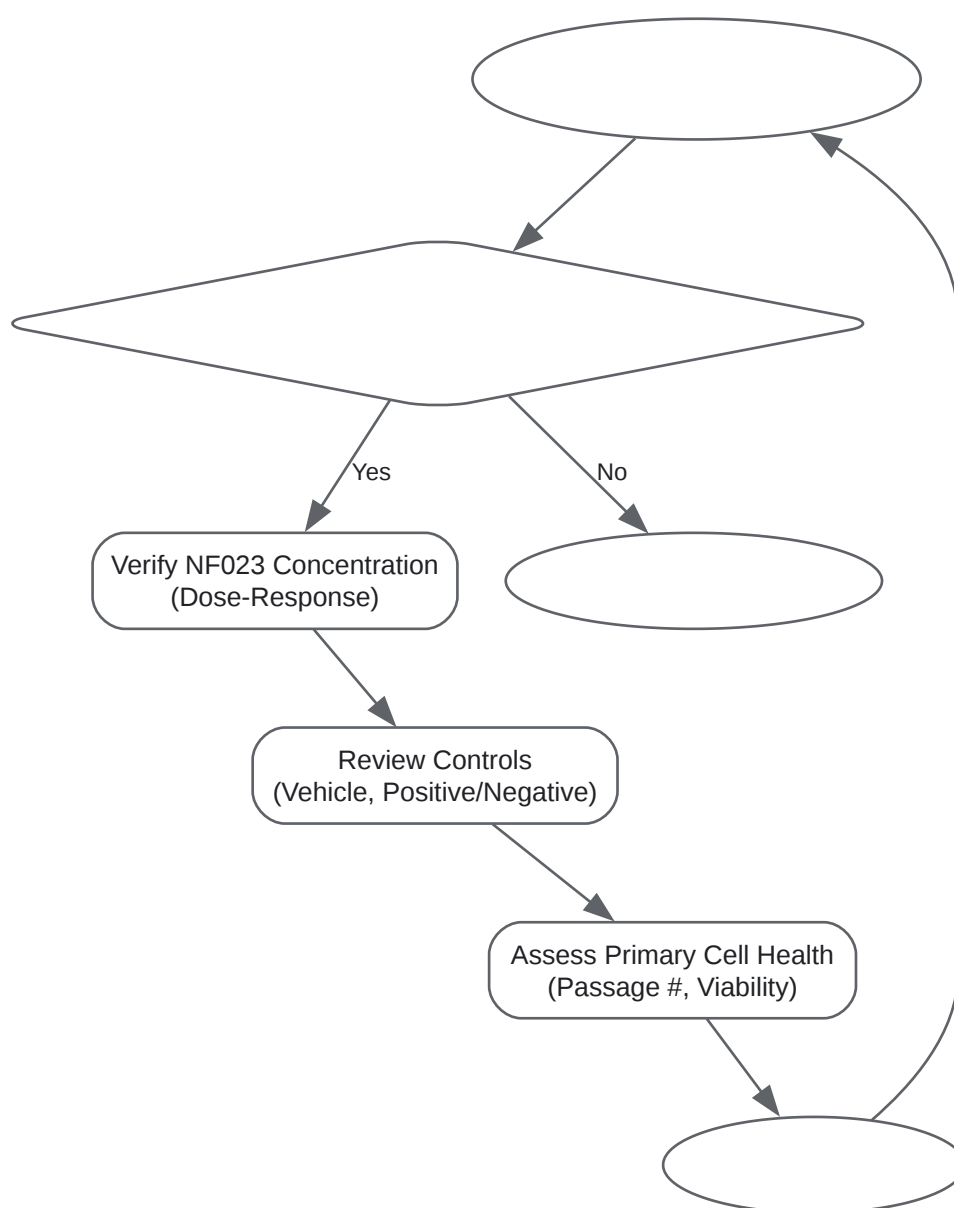 Yes
No
Verify NF023 Concentration
(Dose-Response)
Review Controls
(Vehicle, Positive/Negative)
Assess Primary Cell Health
(Passage #, Viability)